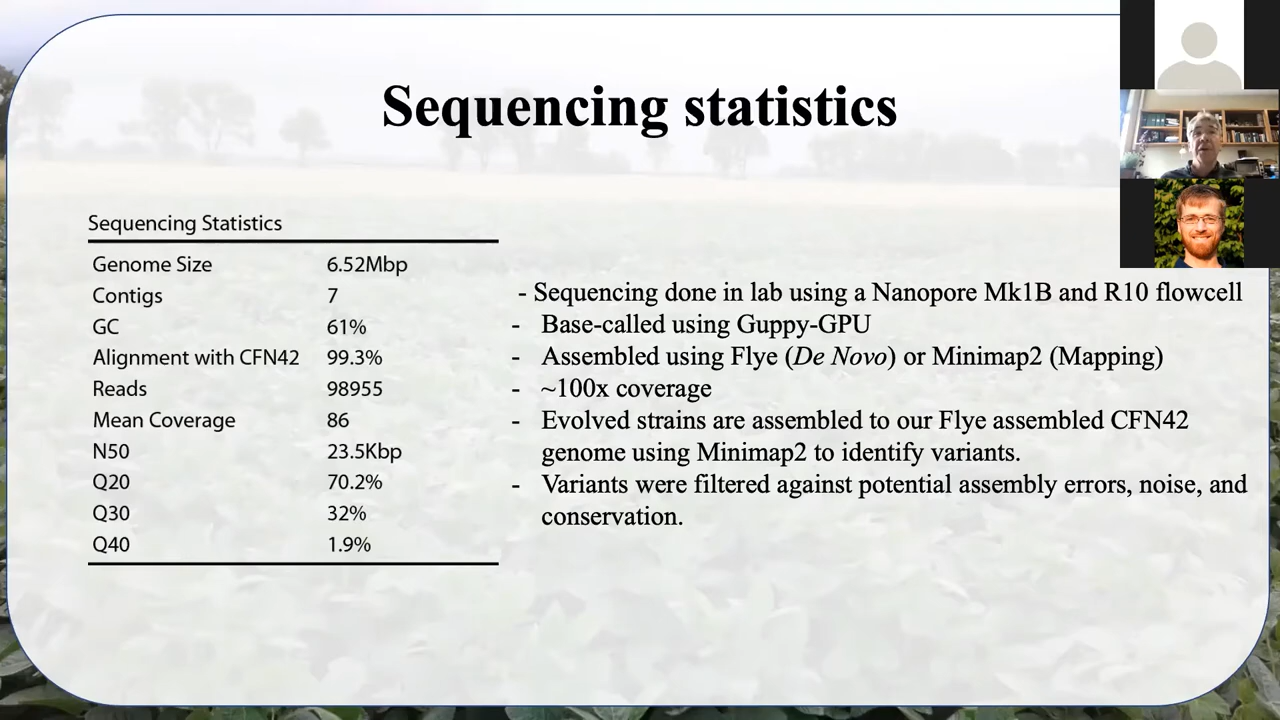 Sequencing statistics
Sequencing Statistics
Genome Size 6.52Mbp
Contigs 7
GC 61%
Alignment with CFN42 99.3%
Reads 98955
Mean Coverage 86
N50 23.5Kbp
Q20 70.2%
Q30 32%
Q40 1.9%
- Sequencing done in lab using a Nanopore Mk1B and R10 flowcell
- Base-called using Guppy-GPU
- Assembled using Flye (De Novo) or Minimap2 (Mapping)
- ~100x coverage
- Evolved strains are assembled to our Flye assembled CFN42
genome using Minimap2 to identify variants.
- Variants were filtered against potential assembly errors, noise, and
conservation.